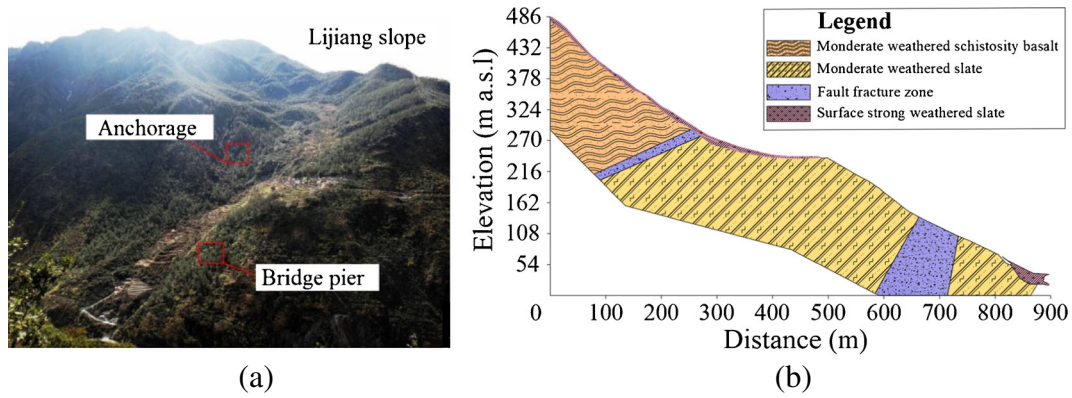 Lijiang slope
Anchorage
Bridge pier
(a)
Elevation (m a.s.l)
486
432
378
324
270
216
162
108
54
0
100
200
300
400
500
600
700
800
900
Distance (m)
Legend
Monderate weathered schistosity basalt
Monderate weathered slate
Fault fracture zone
Surface strong weathered slate
(b)